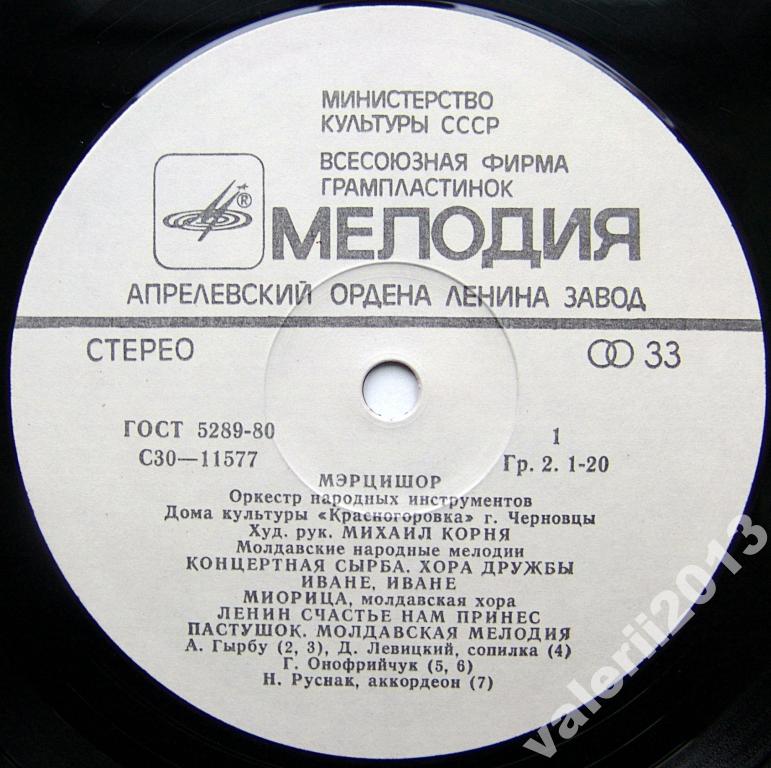 МИНИСТЕРСТВО
КУЛЬТУРЫ СССР
ВСЕСОЮЗНАЯ ФИРМА
ГРАМПЛАСТИНОК
®
МЕЛОДИЯ
АПРЕЛЕВСКИЙ ОРДЕНА ЛЕНИНА ЗАВОД
СТЕРЕО
33
ГОСТ 5289-80
1
С30—11577
Гр. 2. 1-20
МЭРЦИШОР
Оркестр народных инструментов
Дома культуры «Красногоровка» г. Черновцы
Худ. рук. МИХАИЛ КОРНЯ
Молдавские народные мелодии
КОНЦЕРТНАЯ СЫРБА. ХОРА ДРУЖБЫ
ИВАНЕ, ИВАНЕ
МИОРИЦА, молдавская хора
ЛЕНИН СЧАСТЬЕ НАМ ПРИНЕС
ПАСТУШОК. МОЛДАВСКАЯ МЕЛОДИЯ
А. Гырбу (2, 3), Д. Левицкий, сопилка (4)
Г. Онофрийчук (5, 6)
Н. Руснак, аккордеон (7)
valerii2013